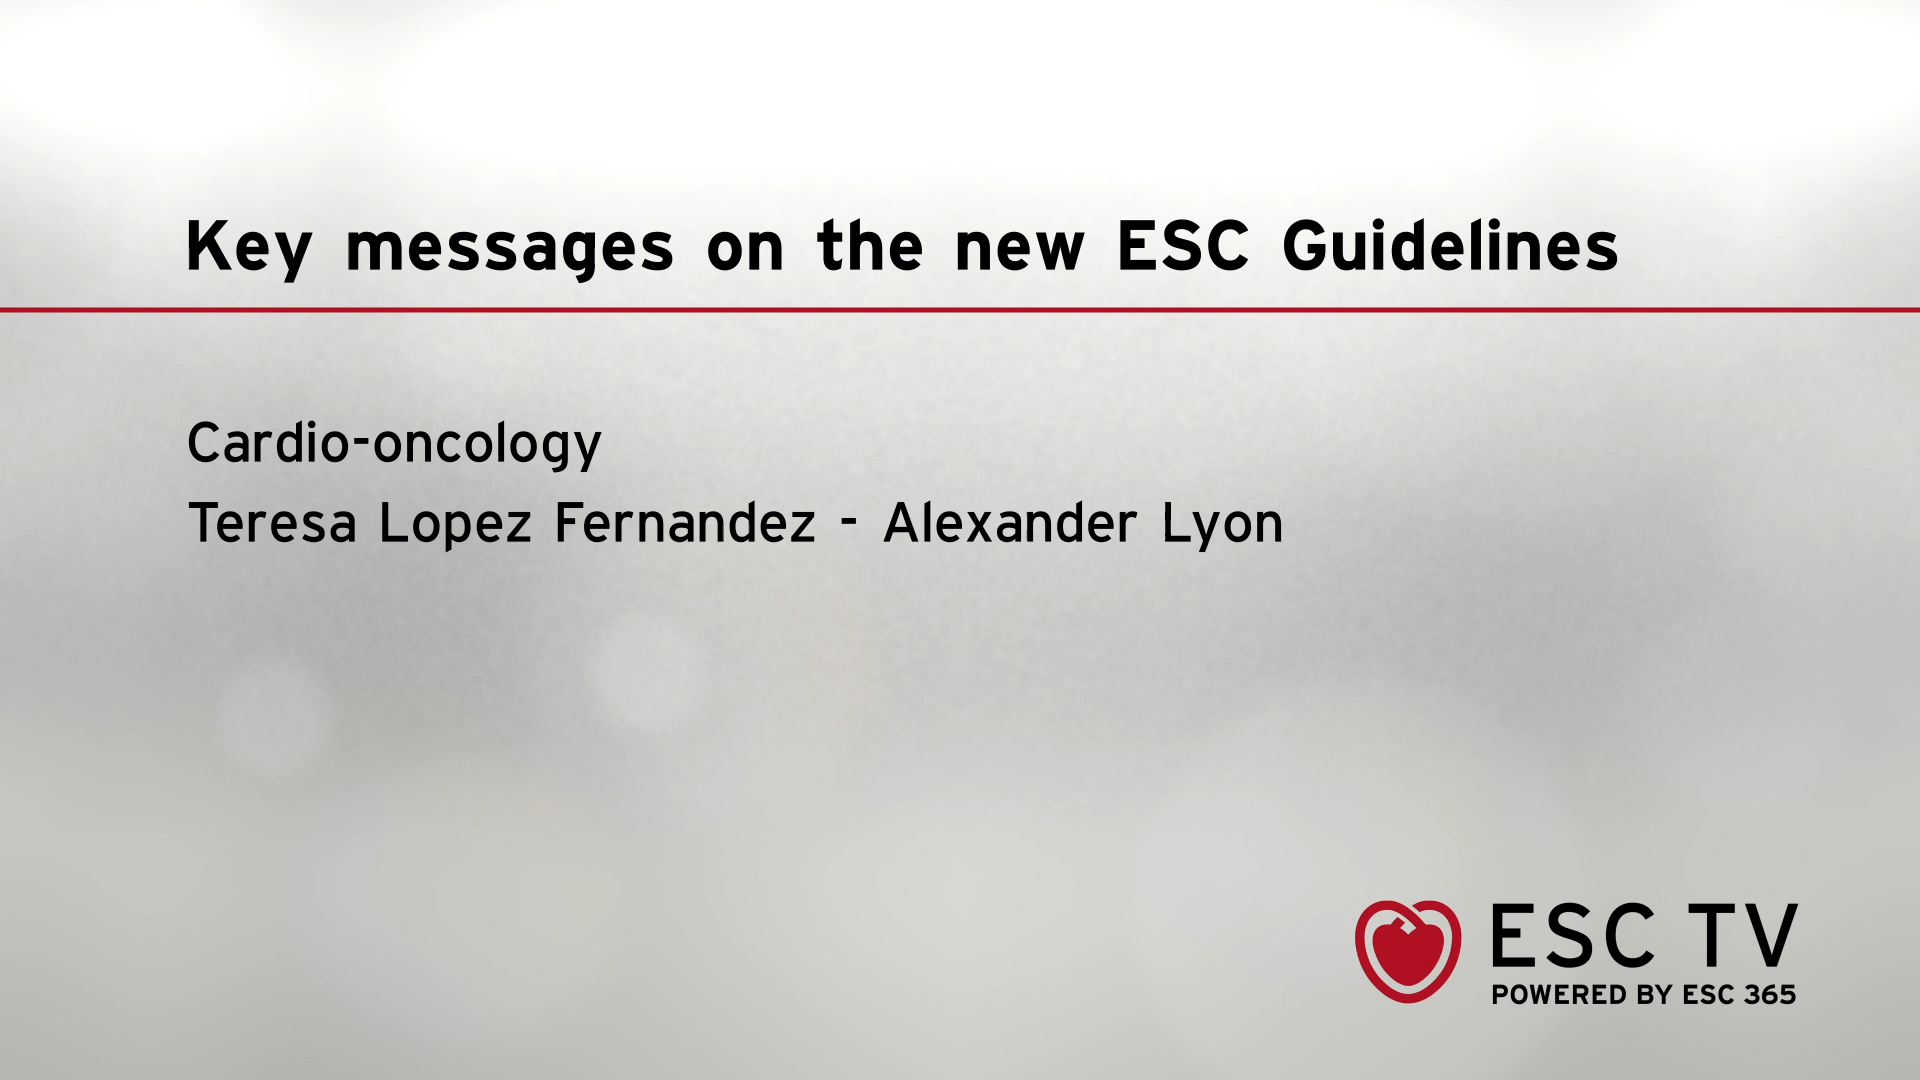 Key messages on the new ESC Guidelines
Cardio-oncology
Teresa Lopez Fernandez - Alexander Lyon
ESC TV
POWERED BY ESC 365